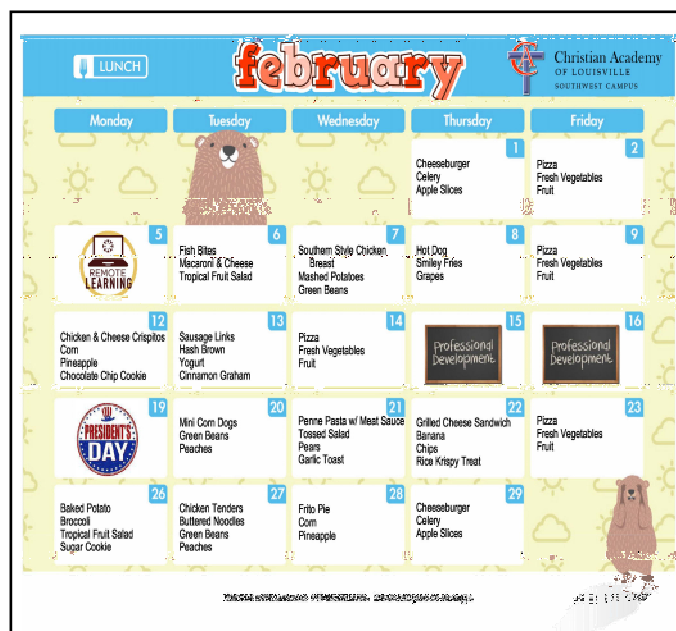 LUNCH
february
Christian Academy
OF LOUISVILLE
SOUTHWEST CAMPUS
Monday
Tuesday
Wednesday
Thursday
Friday
1
Cheeseburger
Celery
Apple Slices
2
Pizza
Fresh Vegetables
Fruit
5
REMOTE
LEARNING
6
Fish Bites
Macaroni & Cheese
Tropical Fruit Salad
7
Southern Style Chicken
Breast
Mashed Potatoes
Green Beans
8
Hot Dog
Smiley Fries
Grapes
9
Pizza
Fresh Vegetables
Fruit
12
Chicken & Cheese Crispitos
Corn
Pineapple
Chocolate Chip Cookie
13
Sausage Links
Hash Brown
Yogurt
Cinnamon Graham
14
Pizza
Fresh Vegetables
Fruit
15
Professional
Development
16
Professional
Development
19
PRESIDENT'S
DAY
20
Mini Corn Dogs
Green Beans
Peaches
21
Penne Pasta w/ Meat Sauce
Tossed Salad
Pears
Garlic Toast
22
Grilled Cheese Sandwich
Banana
Chips
Rice Krispy Treat
23
Pizza
Fresh Vegetables
Fruit
26
Baked Potato
Broccoli
Tropical Fruit Salad
Sugar Cookie
27
Chicken Tenders
Buttered Noodles
Green Beans
Peaches
28
Frito Pie
Corn
Pineapple
29
Cheeseburger
Celery
Apple Slices